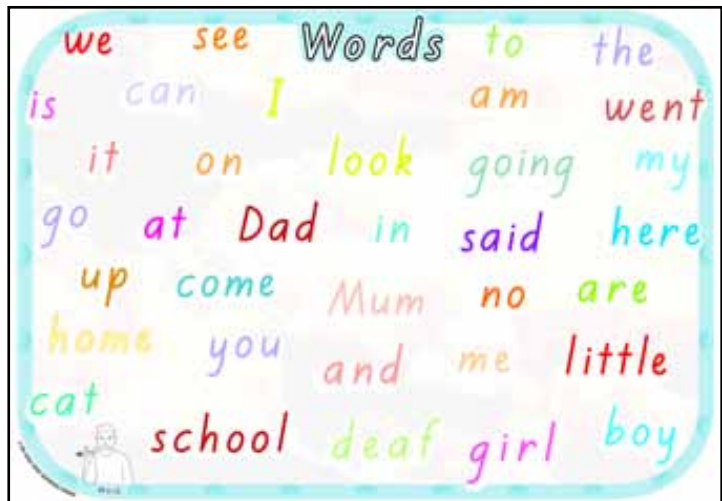 we see Words to the
is can I am went
it on look going my
go at Dad in said here
up come Mum no are
home you and me little
cat school deaf girl boy